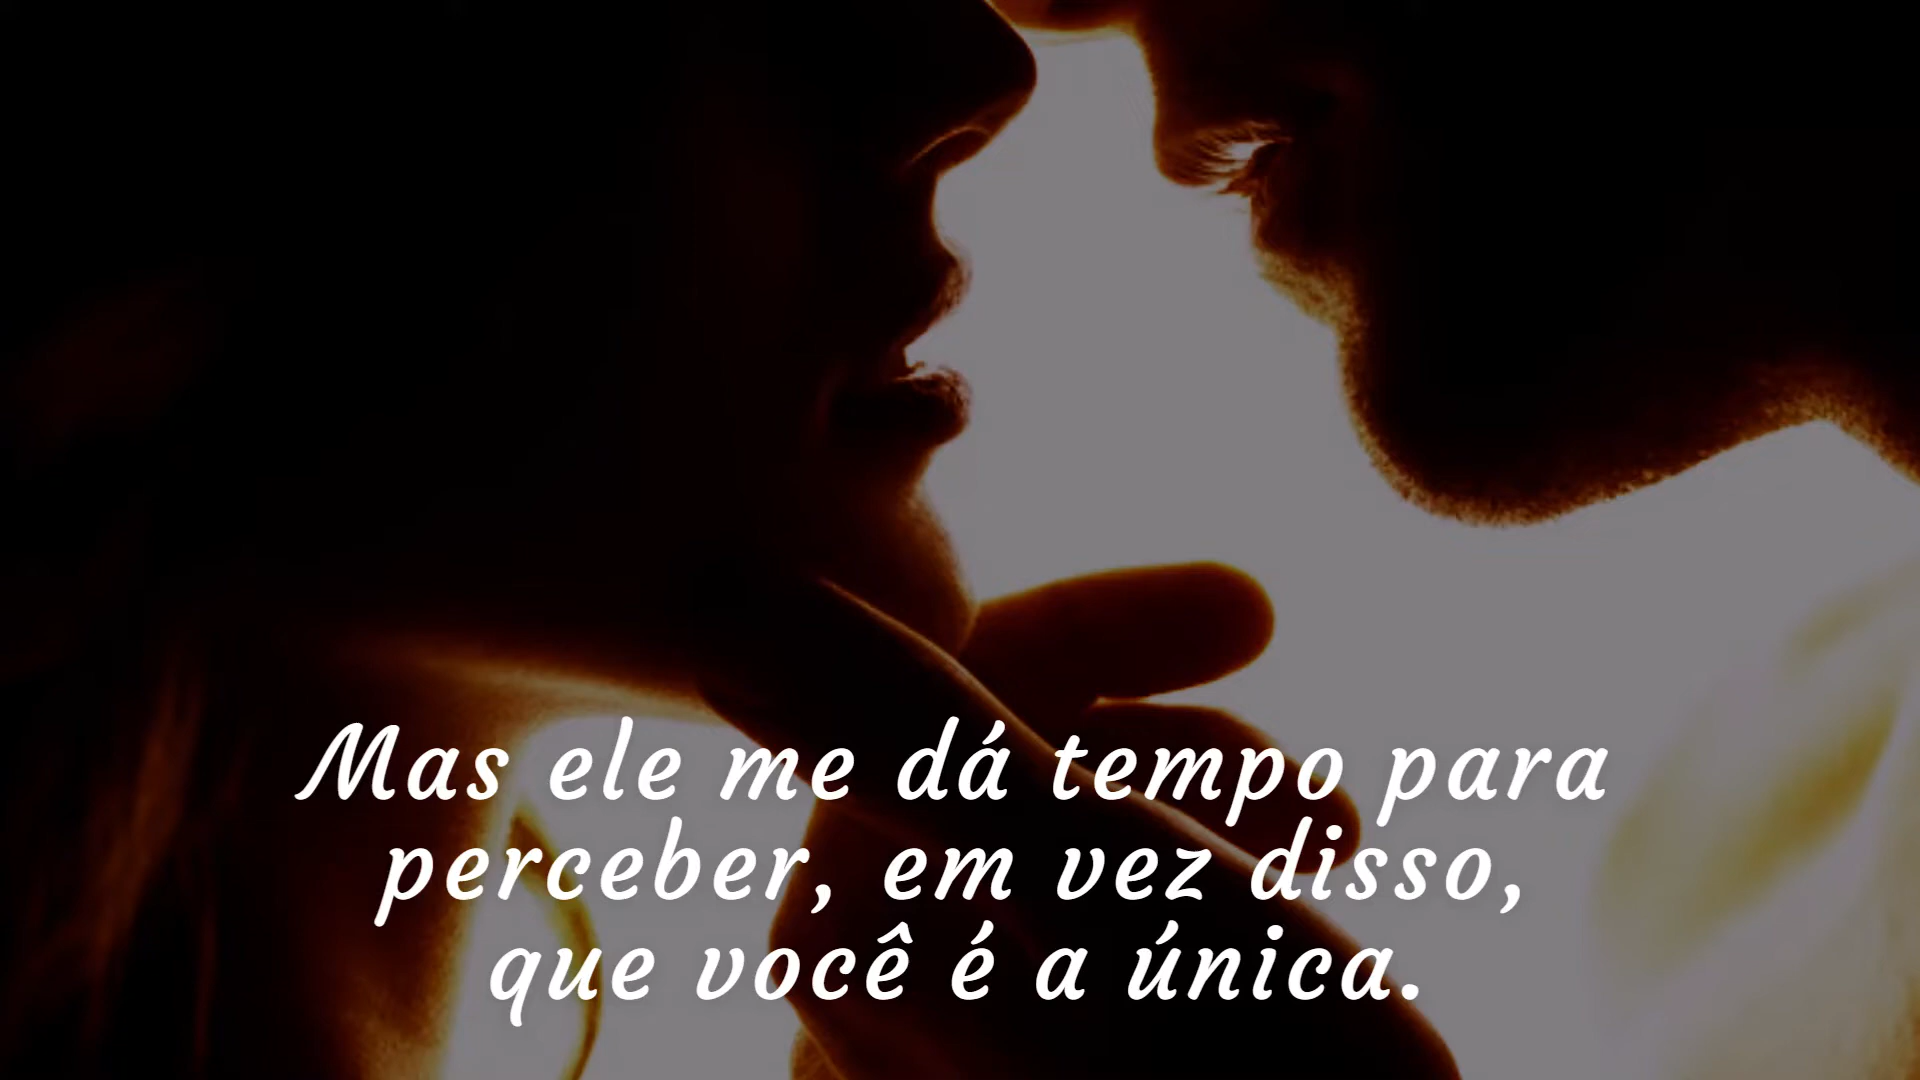 Mas ele me dá tempo para
perceber, em vez disso,
que você é a única.